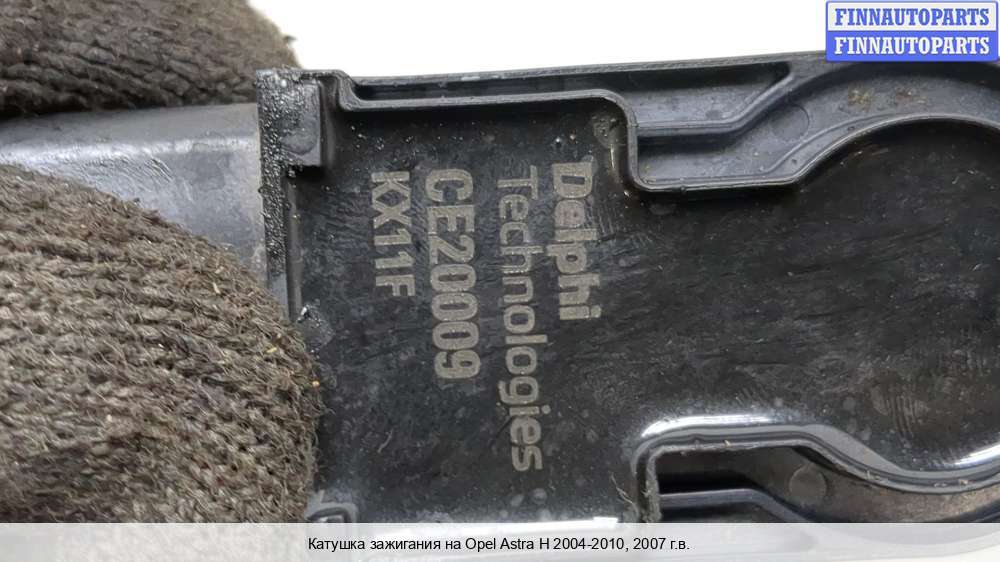 FINNAUTOPARTS
FINNAUTOPARTS
Delphi
Technologies
CE20009
KX11F
Катушка зажигания на Opel Astra H 2004-2010, 2007 г.в.